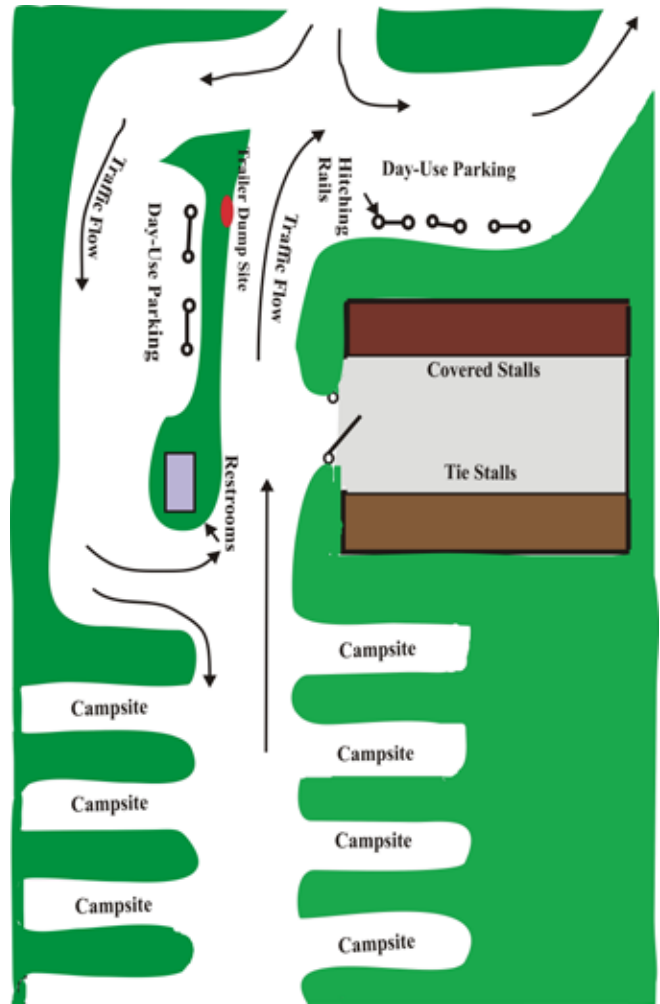 Traffic Flow
Day-Use Parking
Trailer Dump Site
Traffic Flow
Hitching
Rails
Day-Use Parking
Covered Stalls
Tie Stalls
Restrooms
Campsite
Campsite
Campsite
Campsite
Campsite
Campsite
Campsite